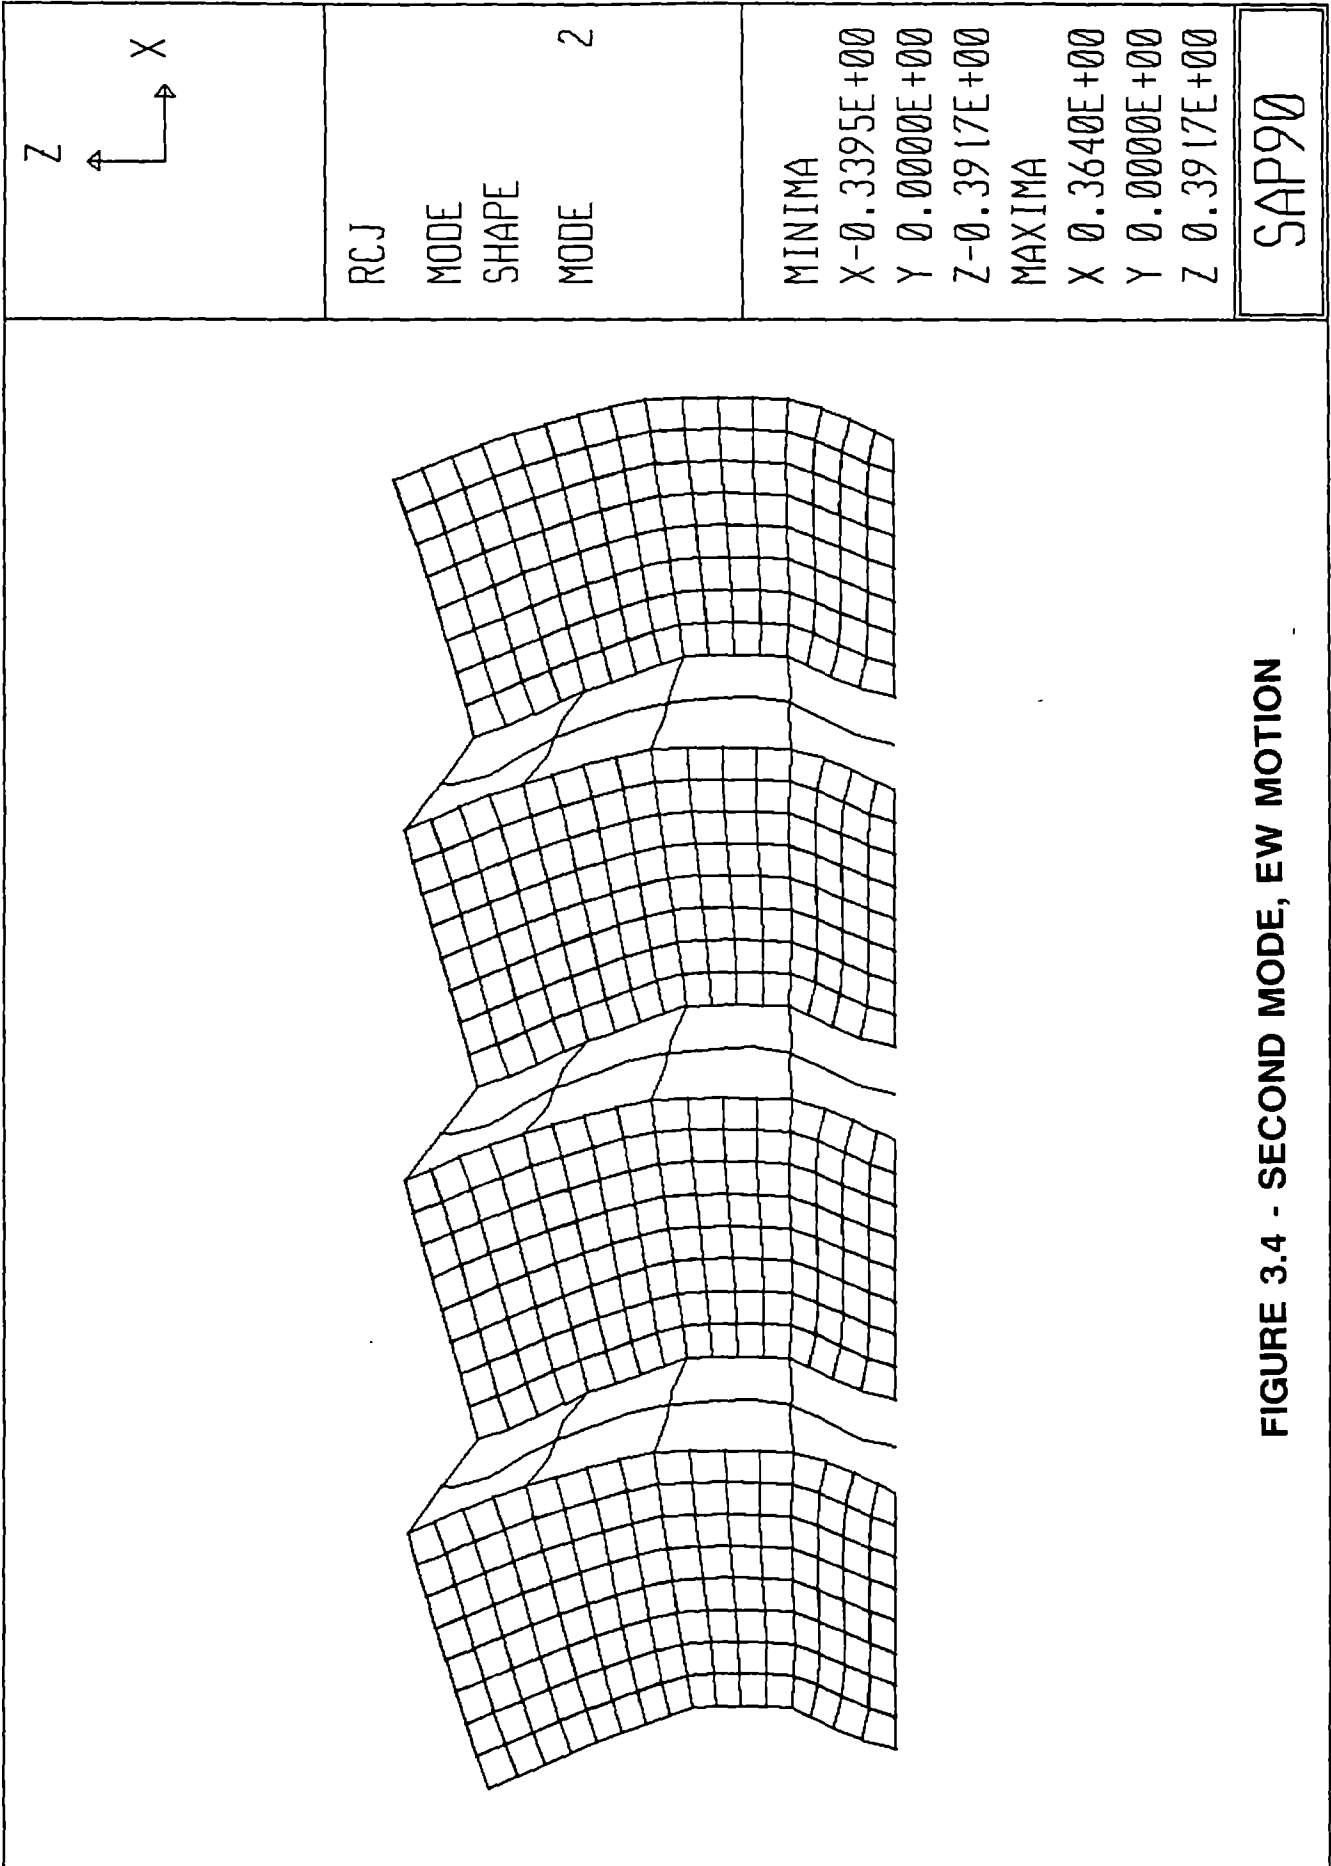 Z
X
RCJ
MODE
SHAPE
MODE 2
MINIMA
X-0.3395E+00
Y 0.0000E+00
Z-0.3917E+00
MAXIMA
X 0.3640E+00
Y 0.0000E+00
Z 0.3917E+00
SAP90
FIGURE 3.4 - SECOND MODE, EW MOTION